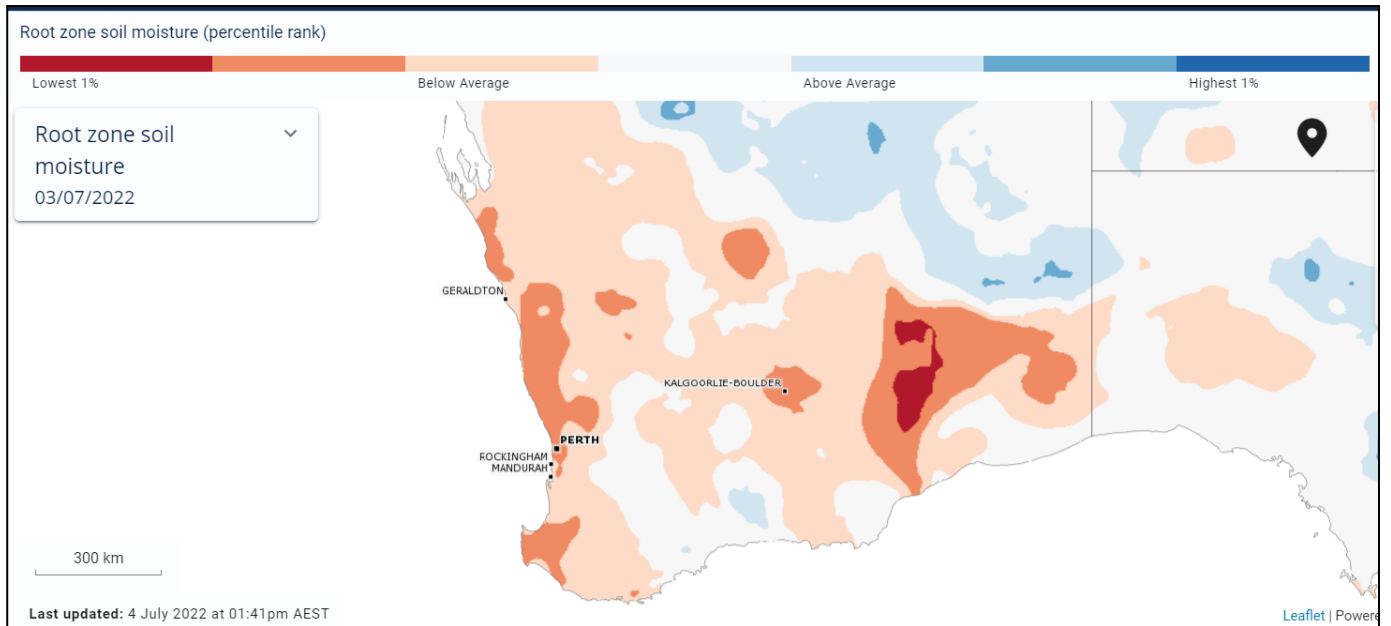 Root zone soil moisture (percentile rank)
Lowest 1%
Below Average
Above Average
Highest 1%
Root zone soil
moisture
03/07/2022
GERALDTON
KALGOORLIE-BOULDER
PERTH
ROCKINGHAM
MANDURAH
300 km
Last updated: 4 July 2022 at 01:41pm AEST
Leaflet | Powere